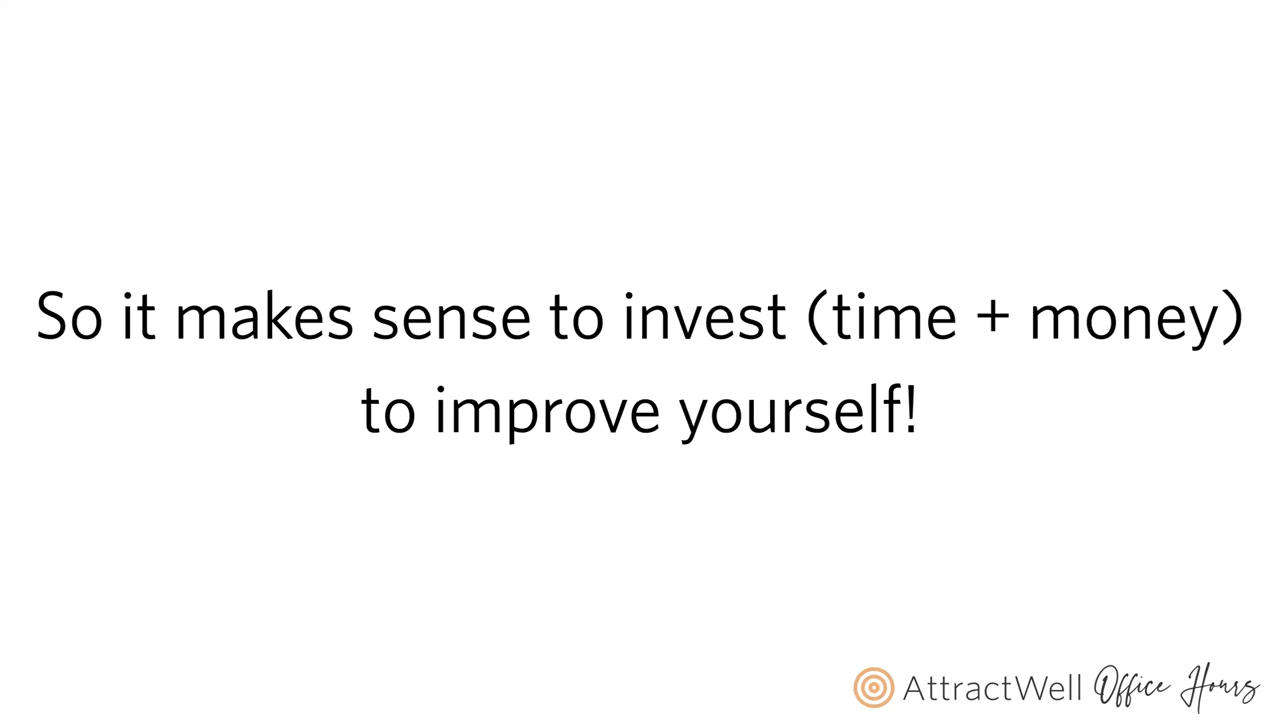 So it makes sense to invest (time + money)
to improve yourself!
AttractWell Office Hours